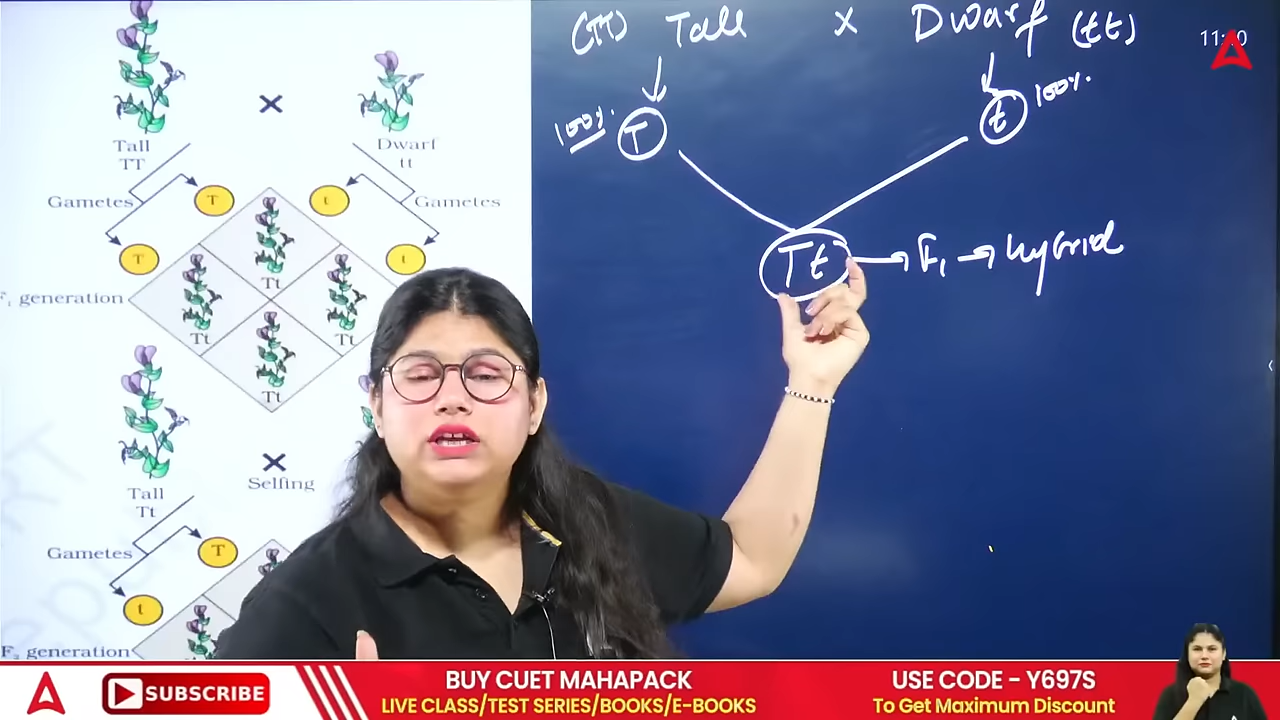 (TT) Tall x Dwarf (tt)
100%. T
t 100%.
Tt → F₁ → hybrid
Tall
TT
×
Dwarf
tt
Gametes
T
t
Gametes
T
t
Tt
F₁ generation
Tt
Tt
Tt
×
Selfing
Tall
Tt
Gametes
T
t
F₂ generation
SUBSCRIBE
BUY CUET MAHAPACK
LIVE CLASS/TEST SERIES/BOOKS/E-BOOKS
USE CODE - Y697S
To Get Maximum Discount